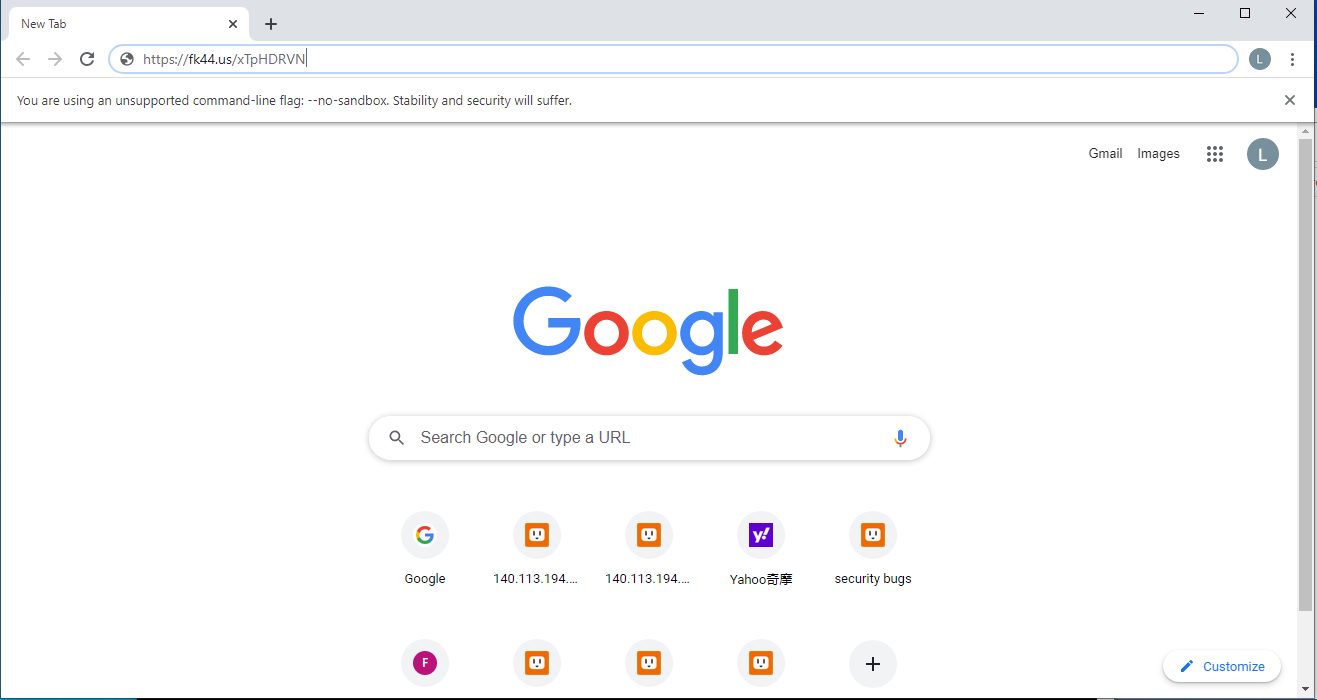 New Tab
https://fk44.us/xTpHDRVN
L
You are using an unsupported command-line flag: --no-sandbox. Stability and security will suffer.
Gmail Images
L
Google
Search Google or type a URL
G
y!
Google
140.113.194....
140.113.194....
Yahoo奇摩
security bugs
F
Customize